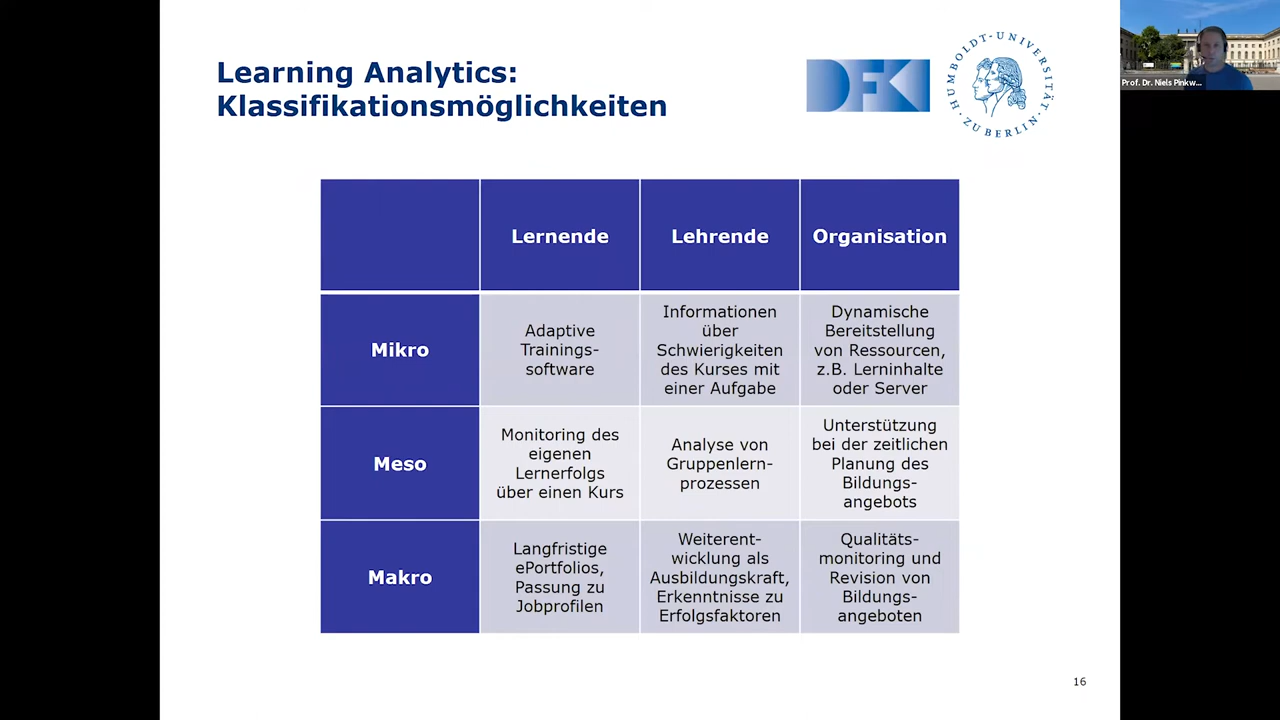 Learning Analytics:
Klassifikationsmöglichkeiten
DFKI
HUMBOLDT-UNIVERSITÄT
ZU BERLIN
Prof. Dr. Niels Pinkw...
Lernende
Lehrende
Organisation
Mikro
Adaptive
Trainings-
software
Informationen
über
Schwierigkeiten
des Kurses mit
einer Aufgabe
Dynamische
Bereitstellung
von Ressourcen,
z.B. Lerninhalte
oder Server
Meso
Monitoring des
eigenen
Lernerfolgs
über einen Kurs
Analyse von
Gruppenlern-
prozessen
Unterstützung
bei der zeitlichen
Planung des
Bildungs-
angebots
Makro
Langfristige
ePortfolios,
Passung zu
Jobprofilen
Weiterent-
wicklung als
Ausbildungskraft,
Erkenntnisse zu
Erfolgsfaktoren
Qualitäts-
monitoring und
Revision von
Bildungs-
angeboten
16